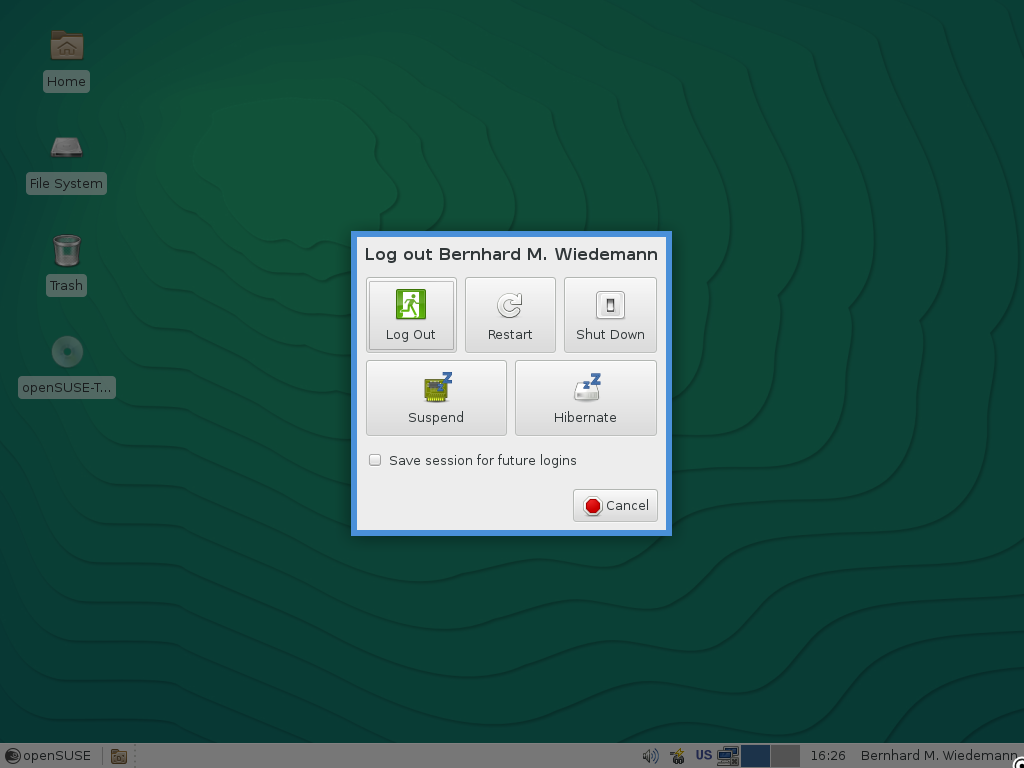 Home
File System
Trash
openSUSE-T...
Log out Bernhard M. Wiedemann
Log Out
Restart
Shut Down
Suspend
Hibernate
Save session for future logins
Cancel
openSUSE
US
16:26
Bernhard M. Wiedemann